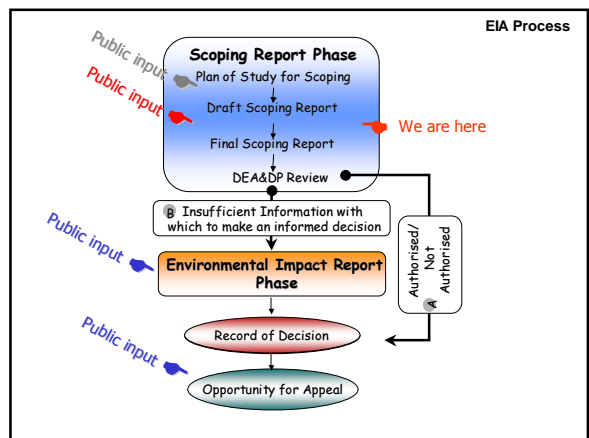 EIA Process
Public input
Scoping Report Phase
Plan of Study for Scoping
Public input
Draft Scoping Report
We are here
Final Scoping Report
DEA&DP Review
B Insufficient Information with
which to make an informed decision
Authorised/
Not
Authorised
A
Public input
Environmental Impact Report
Phase
Record of Decision
Public input
Opportunity for Appeal